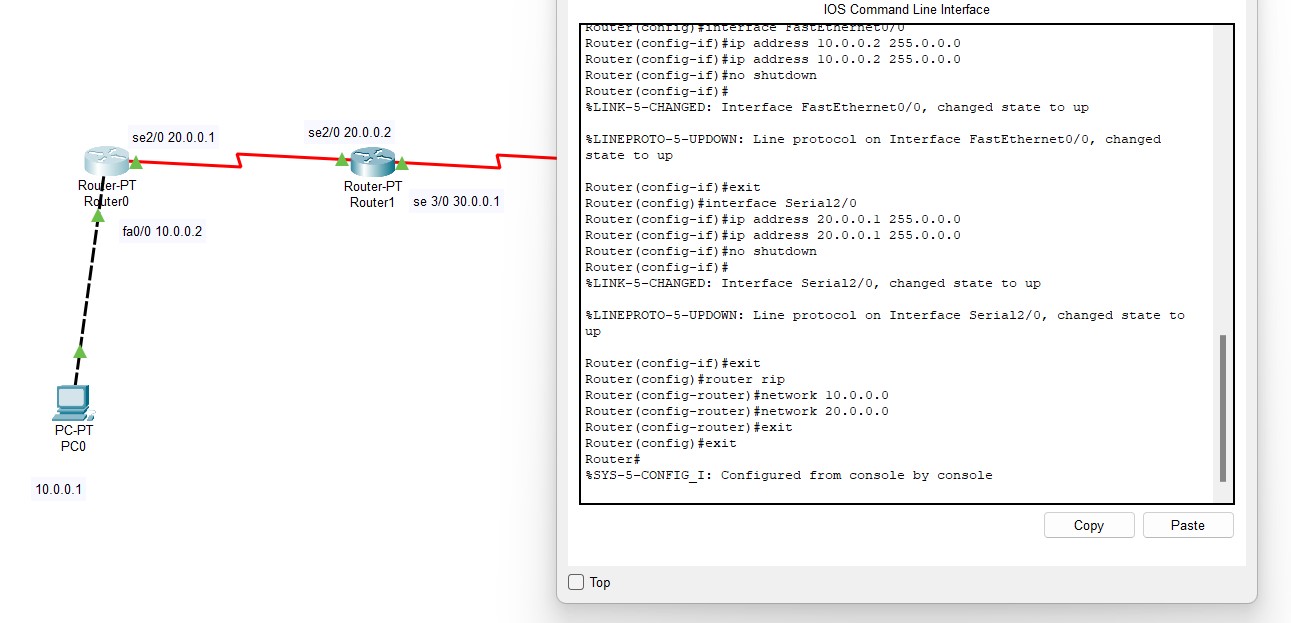 IOS Command Line Interface
Router(config)#interface FastEthernet0/0
Router(config-if)#ip address 10.0.0.2 255.0.0.0
Router(config-if)#ip address 10.0.0.2 255.0.0.0
Router(config-if)#no shutdown
Router(config-if)#
%LINK-5-CHANGED: Interface FastEthernet0/0, changed state to up
%LINEPROTO-5-UPDOWN: Line protocol on Interface FastEthernet0/0, changed
state to up
Router(config-if)#exit
Router(config)#interface Serial2/0
Router(config-if)#ip address 20.0.0.1 255.0.0.0
Router(config-if)#ip address 20.0.0.1 255.0.0.0
Router(config-if)#no shutdown
Router(config-if)#
%LINK-5-CHANGED: Interface Serial2/0, changed state to up
%LINEPROTO-5-UPDOWN: Line protocol on Interface Serial2/0, changed state to
up
Router(config-if)#exit
Router(config)#router rip
Router(config-router)#network 10.0.0.0
Router(config-router)#network 20.0.0.0
Router(config-router)#exit
Router(config)#exit
Router#
%SYS-5-CONFIG_I: Configured from console by console
Copy
Paste
Top
se2/0 20.0.0.1
se2/0 20.0.0.2
Router-PT
Router0
Router-PT
Router1
se 3/0 30.0.0.1
fa0/0 10.0.0.2
PC-PT
PC0
10.0.0.1